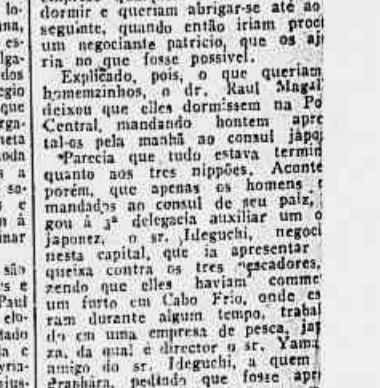 dormir e queriam abrigar-se até ao
seguinte, quando então iriam proc
um negociante patricio, que os aj
ria no que fosse possivel.
Explicado, pois, o que queriam
homemzinhos, o dr. Raul Magal
deixou que elles dormissem na Po
Central, mandando hontem apre
tal-os pela manhã ao consul japo
Parecia que tudo estava termin
quanto aos tres nippões. Aconte
porém, que apenas os homens
mandados ao consul de seu paiz,
gou á 3ª delegacia auxiliar um o
japonez, o sr. Ideguchi, negoci
nesta capital, que ia apresentar
queixa contra os tres pescadores,
zendo que elles haviam comme
um furto em Cabo Frio, onde es
ram durante algum tempo, trabal
do em uma empresa de pesca, jap
za, da qual é director o sr. Yama
amigo do sr. Ideguchi, a quem
graphára, pedindo que fosse apr